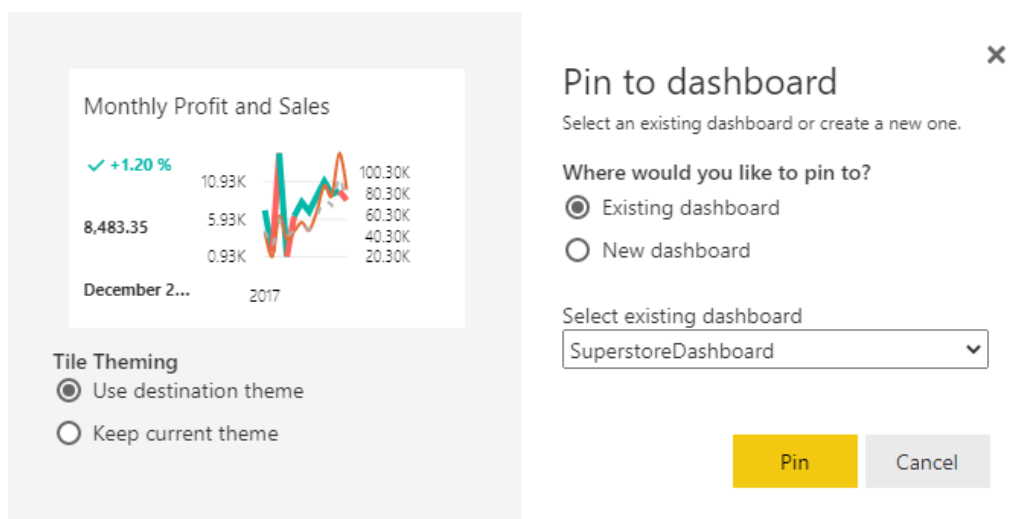 Monthly Profit and Sales
+1.20 %
8,483.35
December 2...
10.93K
5.93K
0.93K
100.30K
80.30K
60.30K
40.30K
20.30K
2017
Tile Theming
Use destination theme
Keep current theme
Pin to dashboard
Select an existing dashboard or create a new one.
Where would you like to pin to?
Existing dashboard
New dashboard
Select existing dashboard
SuperstoreDashboard
Pin
Cancel